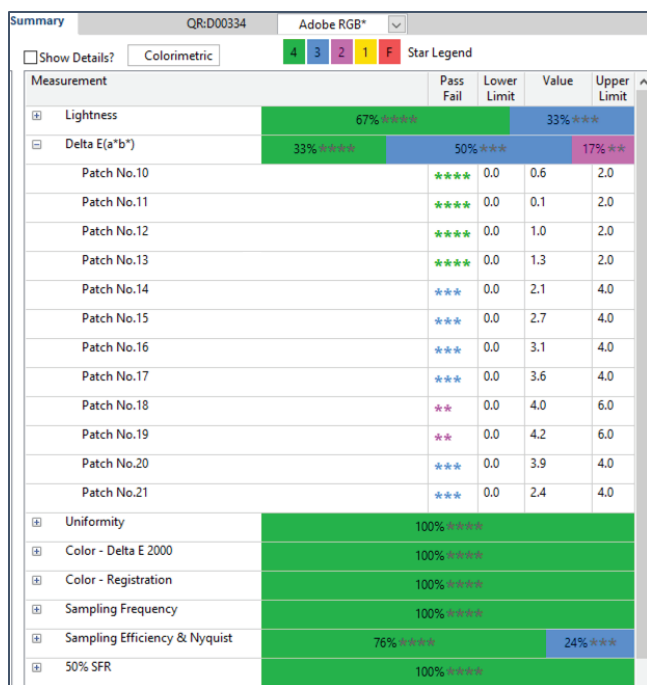 Summary QR:D00334 Adobe RGB*
Show Details? Colorimetric 4 3 2 1 F Star Legend
Measurement Pass Fail Lower Limit Value Upper Limit
Lightness 67%**** 33%***
Delta E(a*b*) 33%**** 50%*** 17%**
Patch No.10 **** 0.0 0.6 2.0
Patch No.11 **** 0.0 0.1 2.0
Patch No.12 **** 0.0 1.0 2.0
Patch No.13 **** 0.0 1.3 2.0
Patch No.14 *** 0.0 2.1 4.0
Patch No.15 *** 0.0 2.7 4.0
Patch No.16 *** 0.0 3.1 4.0
Patch No.17 *** 0.0 3.6 4.0
Patch No.18 ** 0.0 4.0 6.0
Patch No.19 ** 0.0 4.2 6.0
Patch No.20 *** 0.0 3.9 4.0
Patch No.21 *** 0.0 2.4 4.0
Uniformity 100%****
Color - Delta E 2000 100%****
Color - Registration 100%****
Sampling Frequency 100%****
Sampling Efficiency & Nyquist 76%**** 24%***
50% SFR 100%****